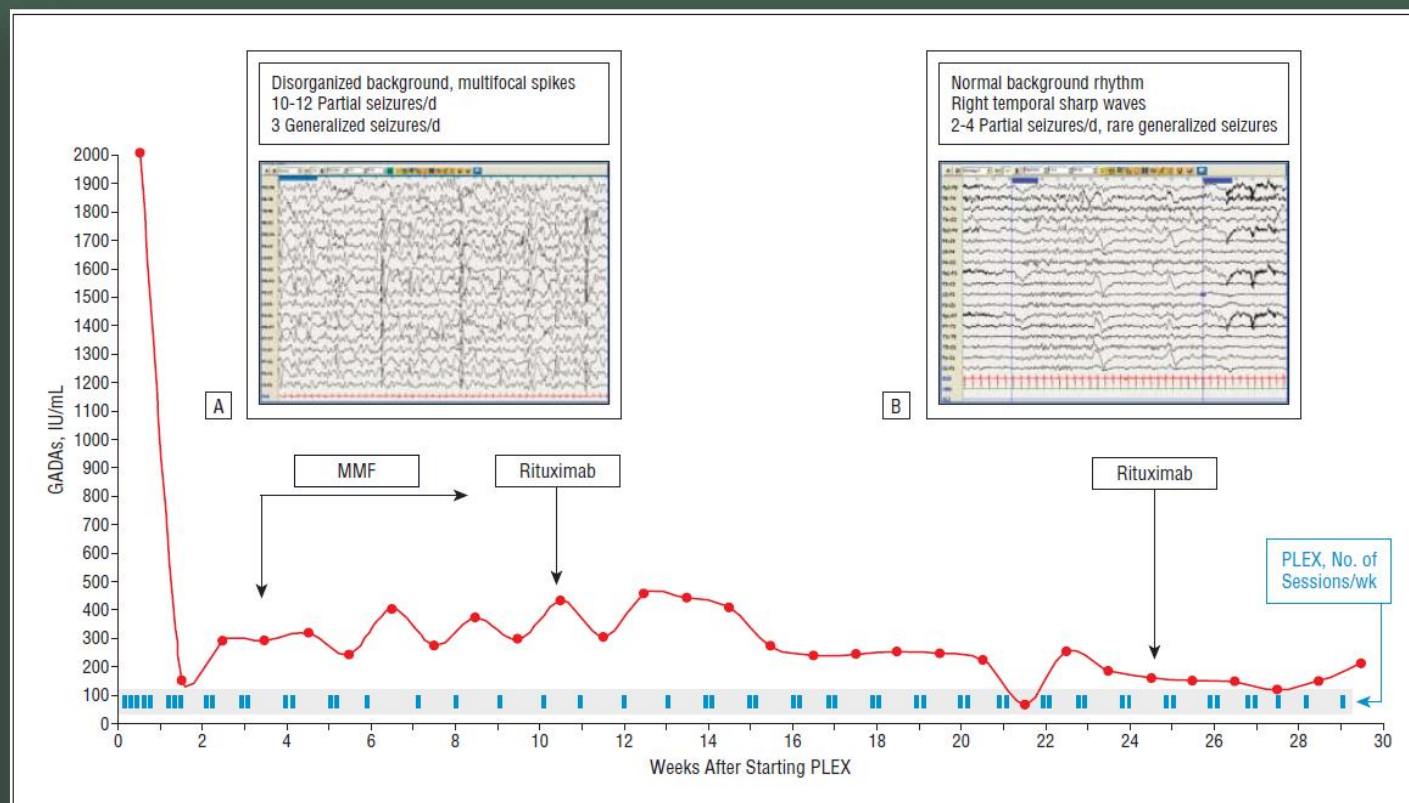 Disorganized background, multifocal spikes
10-12 Partial seizures/d
3 Generalized seizures/d
Normal background rhythm
Right temporal sharp waves
2-4 Partial seizures/d, rare generalized seizures
A
B
GADAs, IU/mL
2000
1900
1800
1700
1600
1500
1400
1300
1200
1100
1000
900
800
700
600
500
400
300
200
100
0
MMF
Rituximab
Rituximab
PLEX, No. of
Sessions/wk
0 2 4 6 8 10 12 14 16 18 20 22 24 26 28 30
Weeks After Starting PLEX